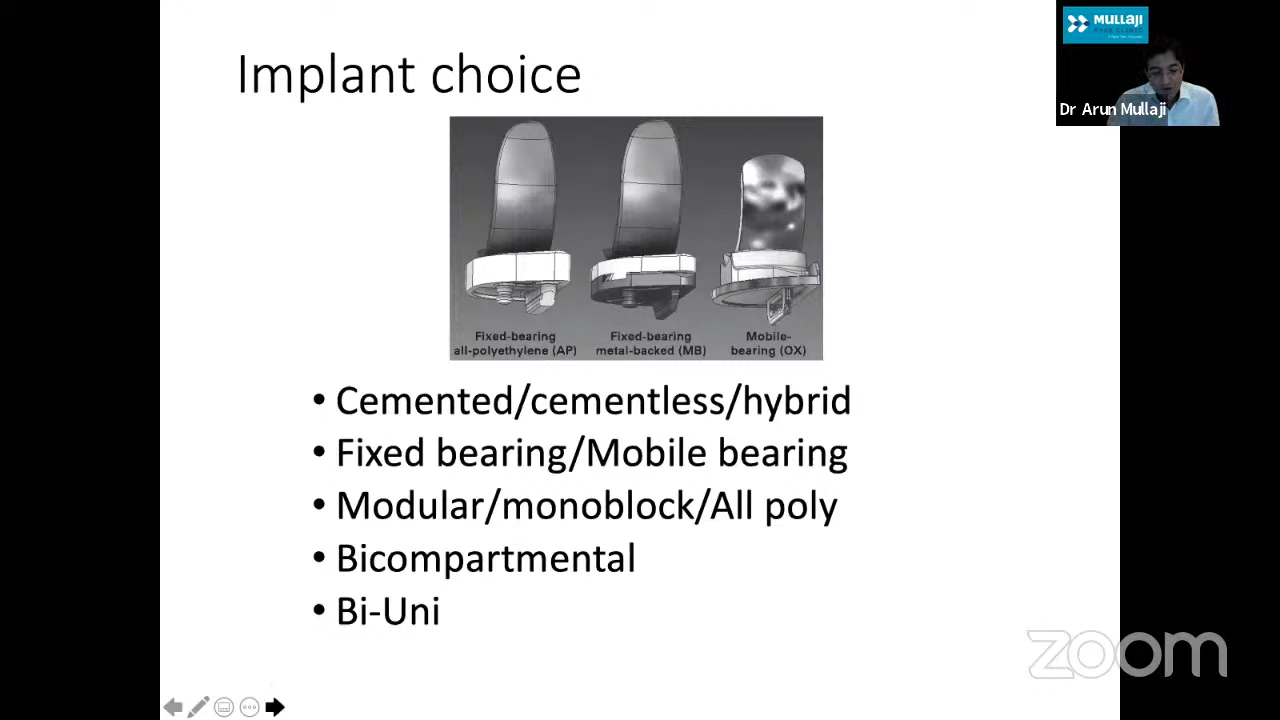 Implant choice
MULLAJI
Dr Arun Mullaji
Fixed-bearing
all-polyethylene (AP)
Fixed-bearing
metal-backed (MB)
Mobile-
bearing (OX)
• Cemented/cementless/hybrid
• Fixed bearing/Mobile bearing
• Modular/monoblock/All poly
• Bicompartmental
• Bi-Uni
zoom